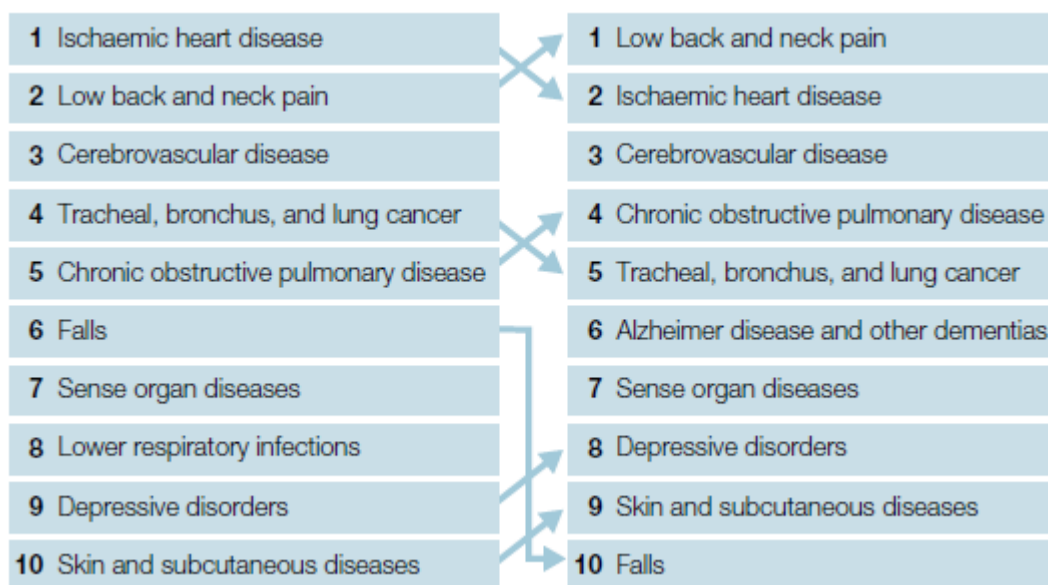 1 Ischaemic heart disease
2 Low back and neck pain
3 Cerebrovascular disease
4 Tracheal, bronchus, and lung cancer
5 Chronic obstructive pulmonary disease
6 Falls
7 Sense organ diseases
8 Lower respiratory infections
9 Depressive disorders
10 Skin and subcutaneous diseases
1 Low back and neck pain
2 Ischaemic heart disease
3 Cerebrovascular disease
4 Chronic obstructive pulmonary disease
5 Tracheal, bronchus, and lung cancer
6 Alzheimer disease and other dementias
7 Sense organ diseases
8 Depressive disorders
9 Skin and subcutaneous diseases
10 Falls